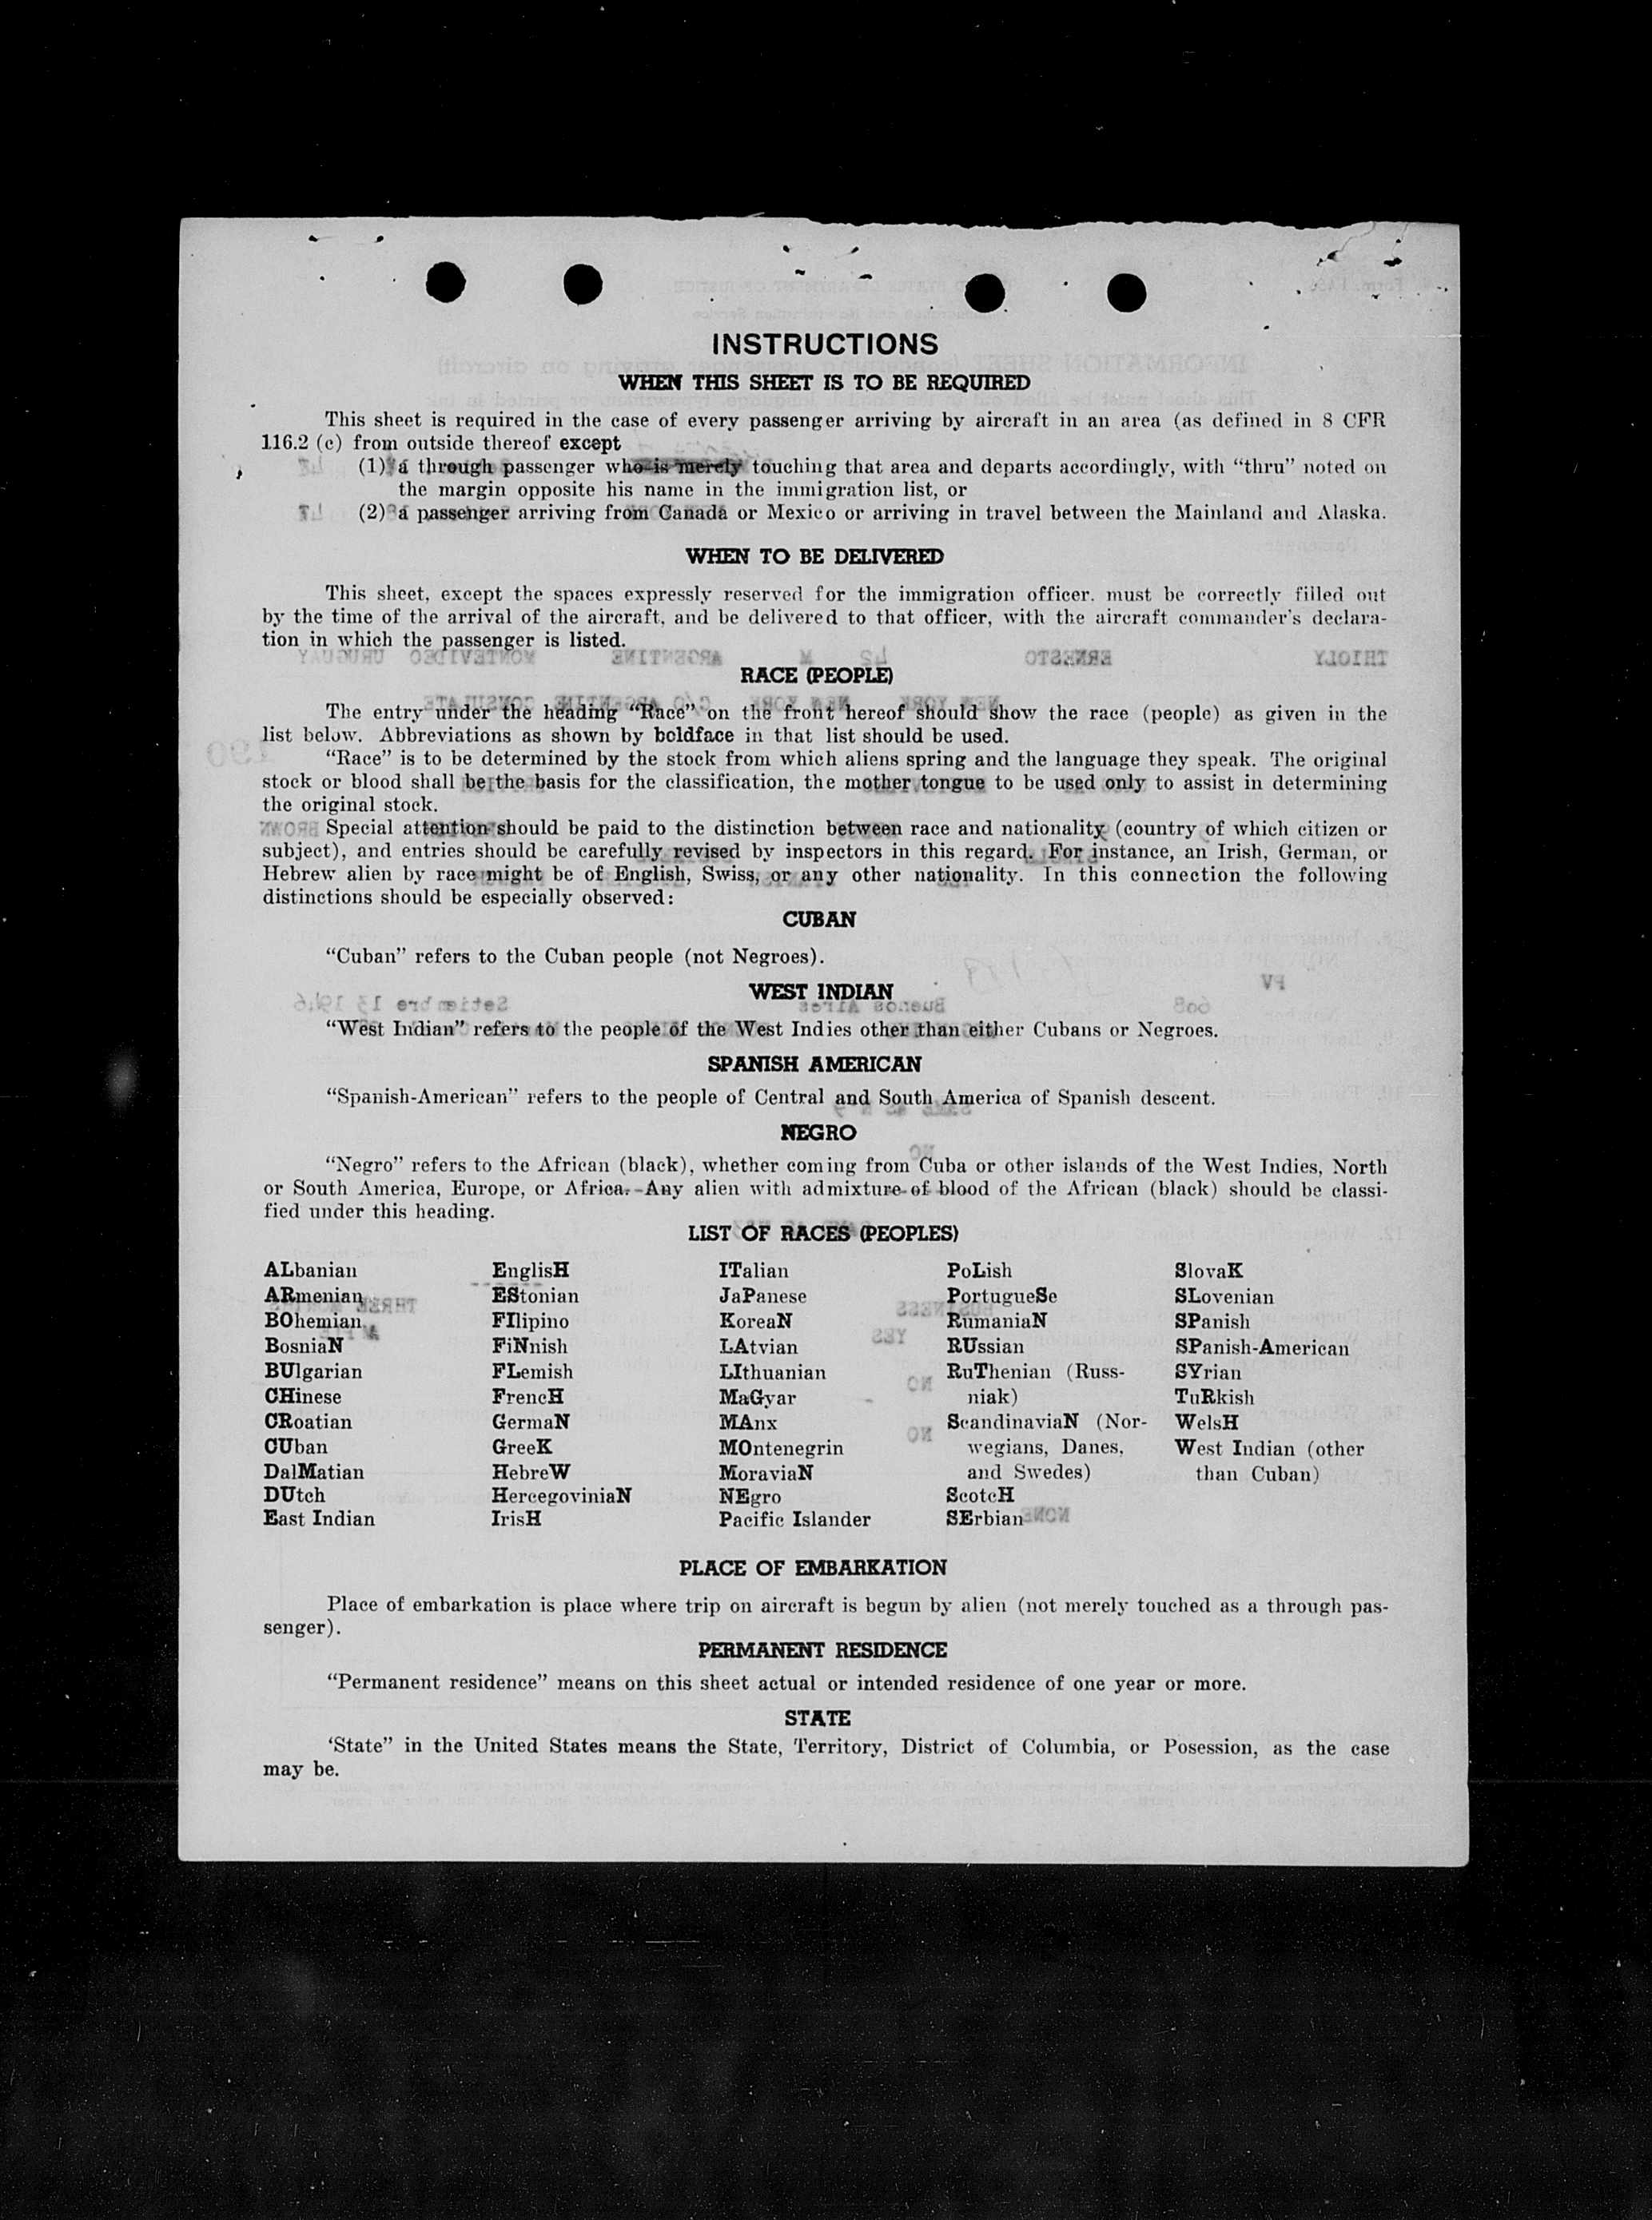 INSTRUCTIONS
WHEN THIS SHEET IS TO BE REQUIRED
This sheet is required in the case of every passenger arriving by aircraft in an area (as defined in 8 CFR
116.2 (c) from outside thereof except
(1) a through passenger who is merely touching that area and departs accordingly, with “thru” noted on
the margin opposite his name in the immigration list, or
(2) a passenger arriving from Canada or Mexico or arriving in travel between the Mainland and Alaska.
WHEN TO BE DELIVERED
This sheet, except the spaces expressly reserved for the immigration officer. must be correctly filled out
by the time of the arrival of the aircraft, and be delivered to that officer, with the aircraft commander's declara-
tion in which the passenger is listed.
RACE (PEOPLE)
The entry under the heading “Race” on the front hereof should show the race (people) as given in the
list below. Abbreviations as shown by boldface in that list should be used.
“Race” is to be determined by the stock from which aliens spring and the language they speak. The original
stock or blood shall be the basis for the classification, the mother tongue to be used only to assist in determining
the original stock.
Special attention should be paid to the distinction between race and nationality (country of which citizen or
subject), and entries should be carefully revised by inspectors in this regard. For instance, an Irish, German, or
Hebrew alien by race might be of English, Swiss, or any other nationality. In this connection the following
distinctions should be especially observed:
CUBAN
“Cuban” refers to the Cuban people (not Negroes).
WEST INDIAN
“West Indian” refers to the people of the West Indies other than either Cubans or Negroes.
SPANISH AMERICAN
“Spanish-American” refers to the people of Central and South America of Spanish descent.
NEGRO
“Negro” refers to the African (black), whether coming from Cuba or other islands of the West Indies, North
or South America, Europe, or Africa. Any alien with admixture of blood of the African (black) should be classi-
fied under this heading.
LIST OF RACES (PEOPLES)
ALbanian
ARmenian
BOhemian
BosniaN
BUlgarian
CHinese
CRoatian
CUban
DalMatian
DUtch
East Indian
EnglisH
EStonian
FIlipino
FiNnish
FLemish
FrencH
GermaN
GreeK
HebreW
HercegoviniaN
IrisH
ITalian
JaPanese
KoreaN
LAtvian
LIthuanian
MaGyar
MAnx
MOntenegrin
MoraviaN
NEgro
Pacific Islander
PoLish
PortugueSe
RumaniaN
RUssian
RuThenian (Russ-
niak)
ScandinaviaN (Nor-
wegians, Danes,
and Swedes)
ScotcH
SErbian
SlovaK
SLovenian
SPanish
SPanish-American
SYrian
TuRkish
WelsH
West Indian (other
than Cuban)
PLACE OF EMBARKATION
Place of embarkation is place where trip on aircraft is begun by alien (not merely touched as a through pas-
senger).
PERMANENT RESIDENCE
“Permanent residence” means on this sheet actual or intended residence of one year or more.
STATE
‘State” in the United States means the State, Territory, District of Columbia, or Posession, as the case
may be.